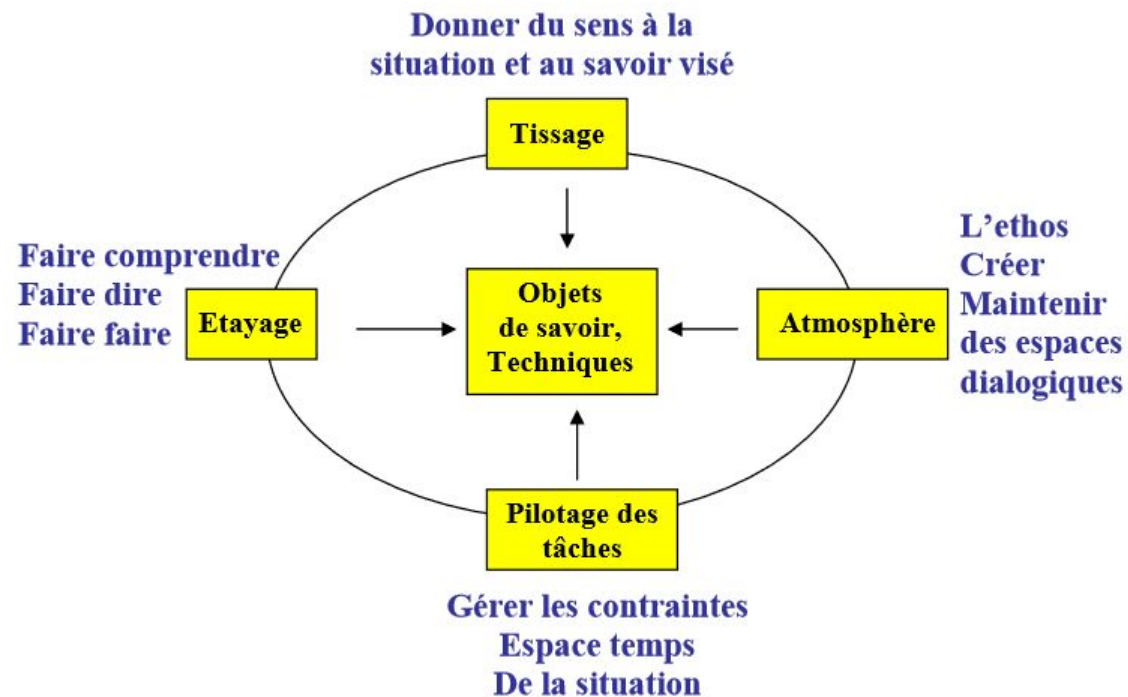 Donner du sens à la
situation et au savoir visé
Tissage
Faire comprendre
Faire dire
Faire faire
Etayage
Objets
de savoir,
Techniques
Atmosphère
L'ethos
Créer
Maintenir
des espaces
dialogiques
Pilotage des
tâches
Gérer les contraintes
Espace temps
De la situation